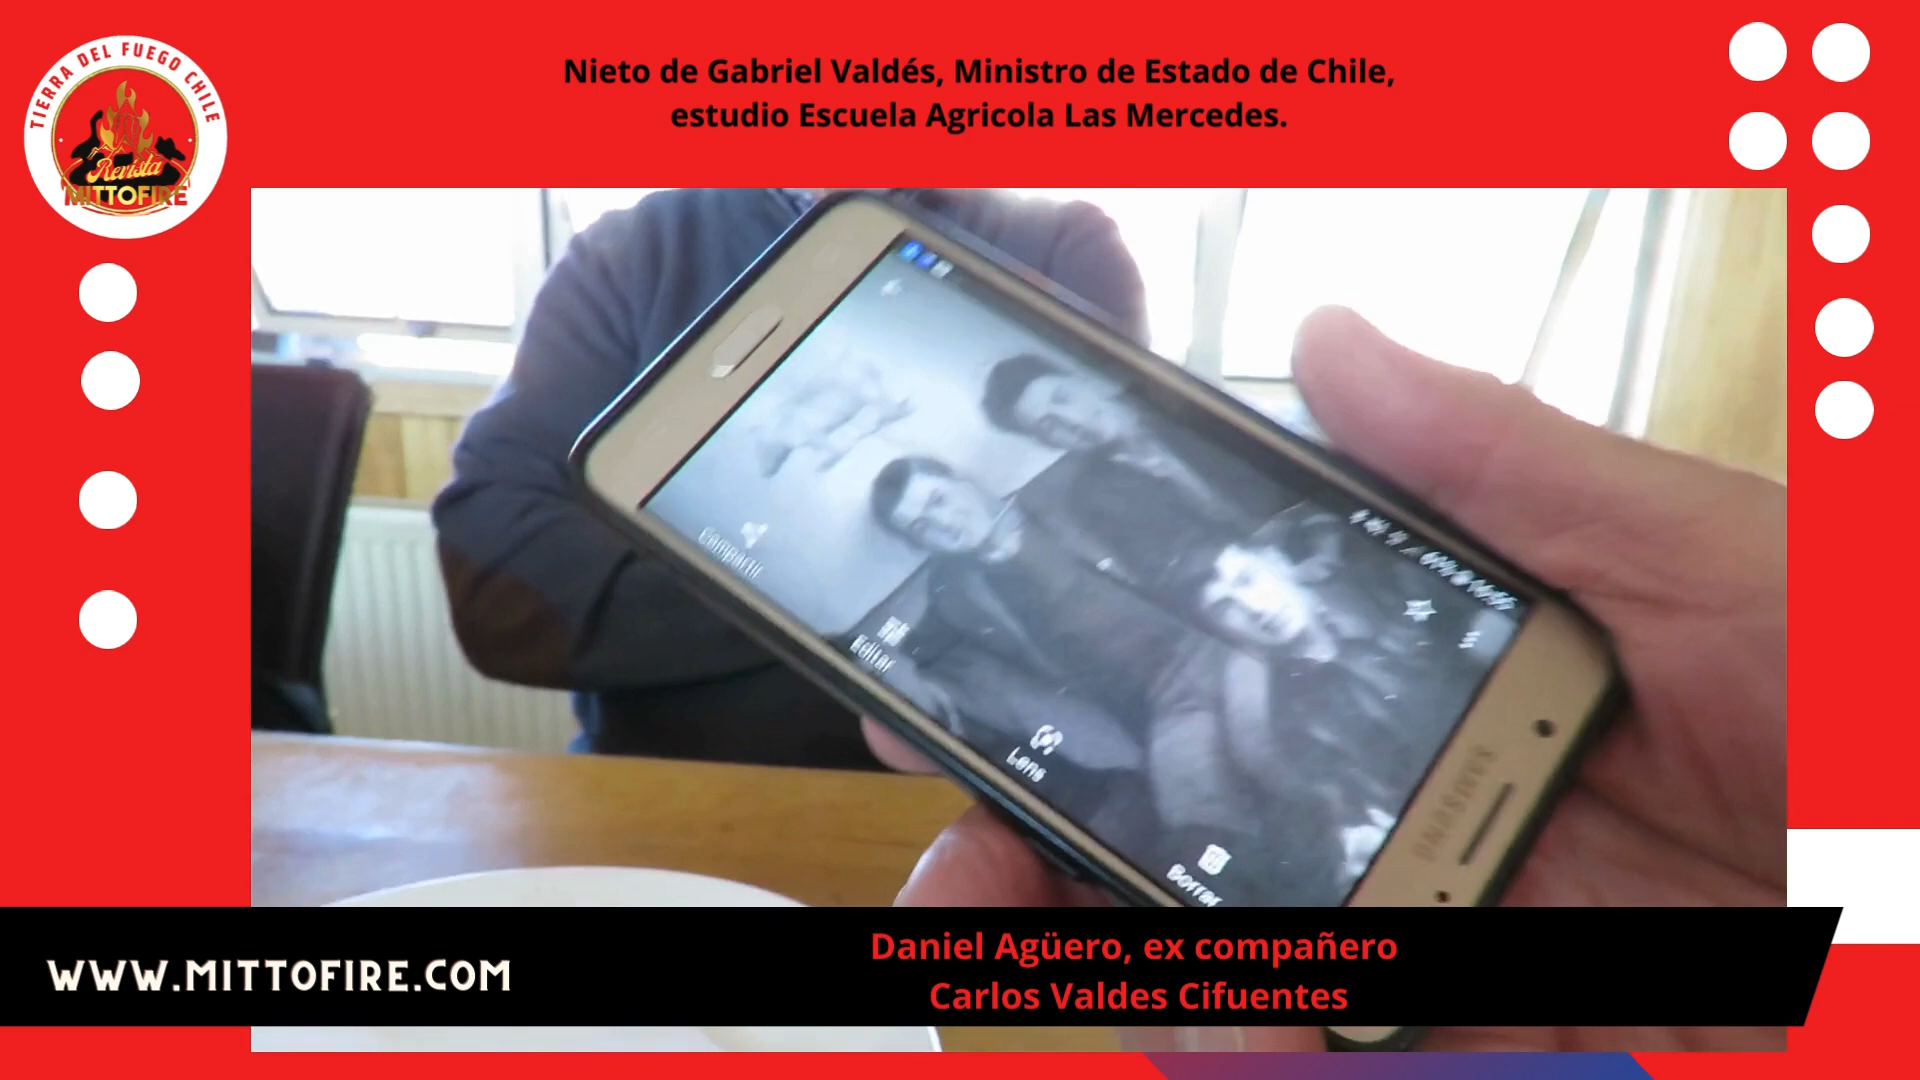 TIERRA DEL FUEGO CHILE
Revista
MITTOFIRE
Nieto de Gabriel Valdés, Ministro de Estado de Chile,
estudio Escuela Agricola Las Mercedes.
Compartir
Editar
Lens
Borrar
SAMSUNG
WWW.MITTOFIRE.COM
Daniel Agüero, ex compañero
Carlos Valdes Cifuentes